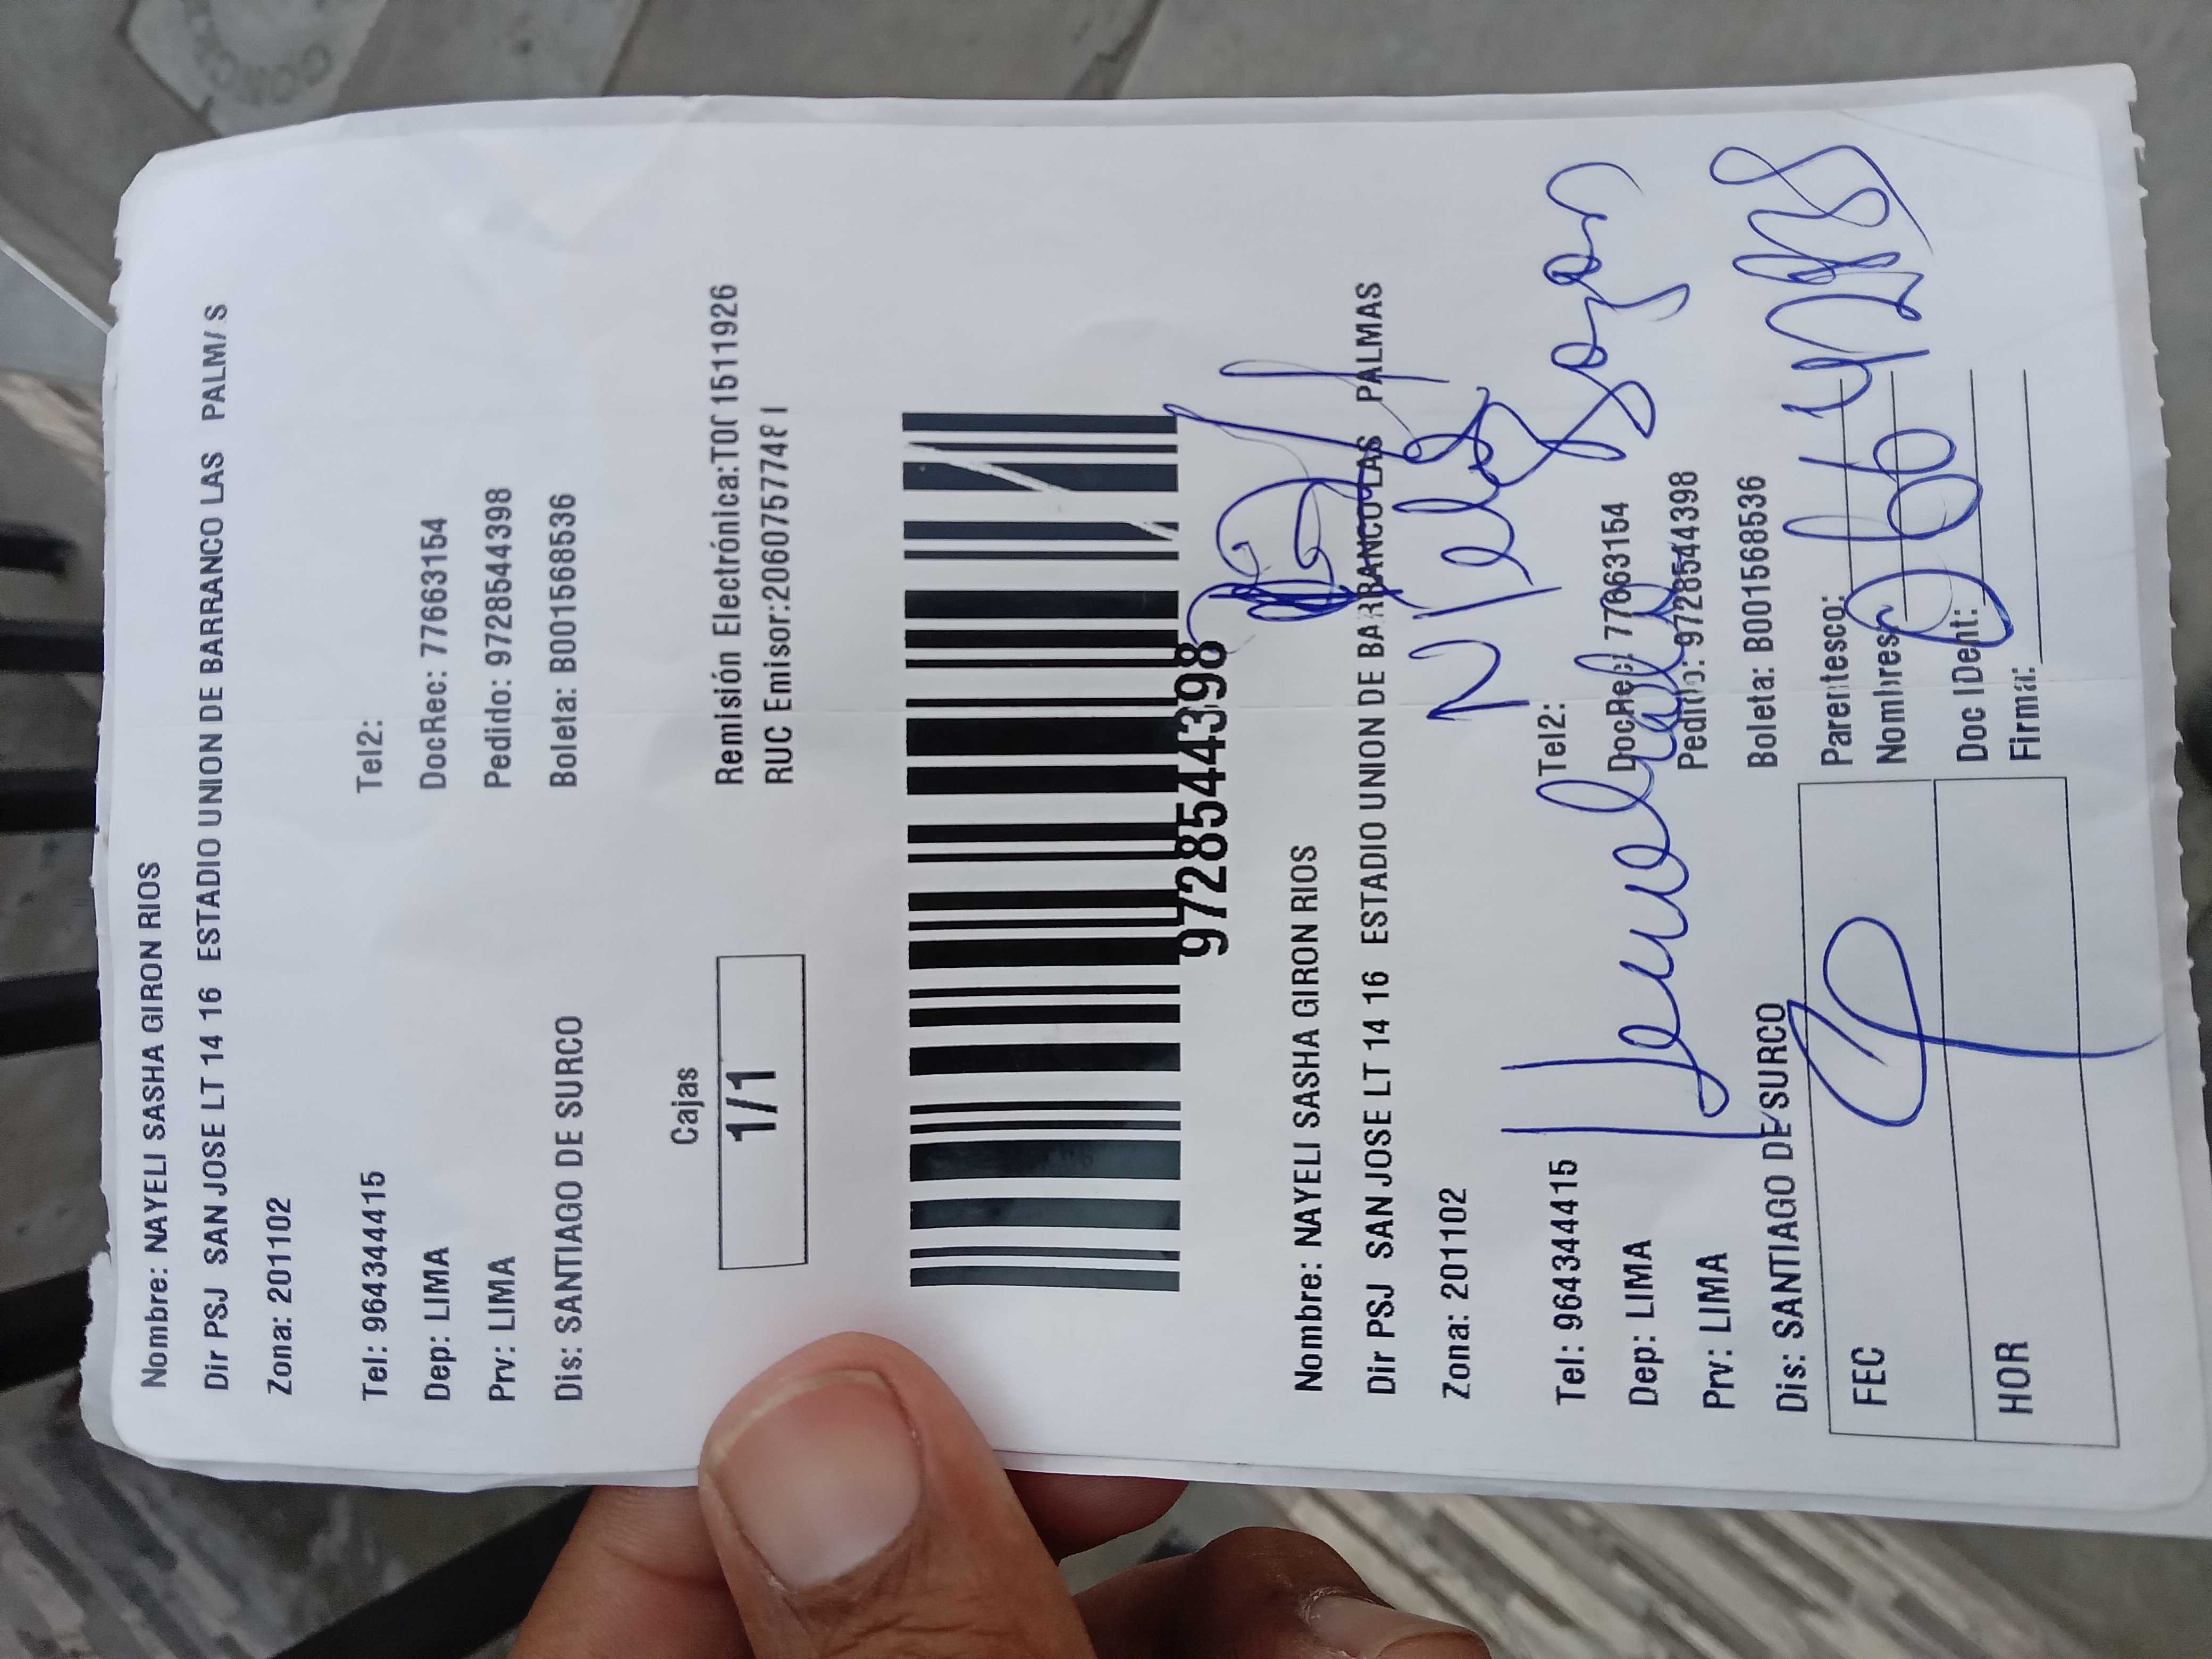 Nombre: NAYELI SASHA GIRON RIOS
Dir PSJ SAN JOSE LT 14 16 ESTADIO UNION DE BARRANCO LAS PALM/S
Zona: 201102
Tel: 964344415 Tel2:
Dep: LIMA DocRec: 77663154
Prv: LIMA Pedido: 9728544398
Dis: SANTIAGO DE SURCO Boleta: B001568536
Cajas
1/1
Remisión Electrónica:
RUC Emisor:
9728544398
Nombre: NAYELI SASHA GIRON RIOS
Dir PSJ SAN JOSE LT 14 16 ESTADIO UNION DE BARRANCO LAS PALMAS
Zona: 201102
Tel: 964344415 Tel2:
Dep: LIMA DocRec: 77663154
Prv: LIMA Pedido: 9728544398
Dis: SANTIAGO DE SURCO Boleta: B001568536
FEC
HOR
Parentesco:
Nombres:
Doc IDent:
Firma: